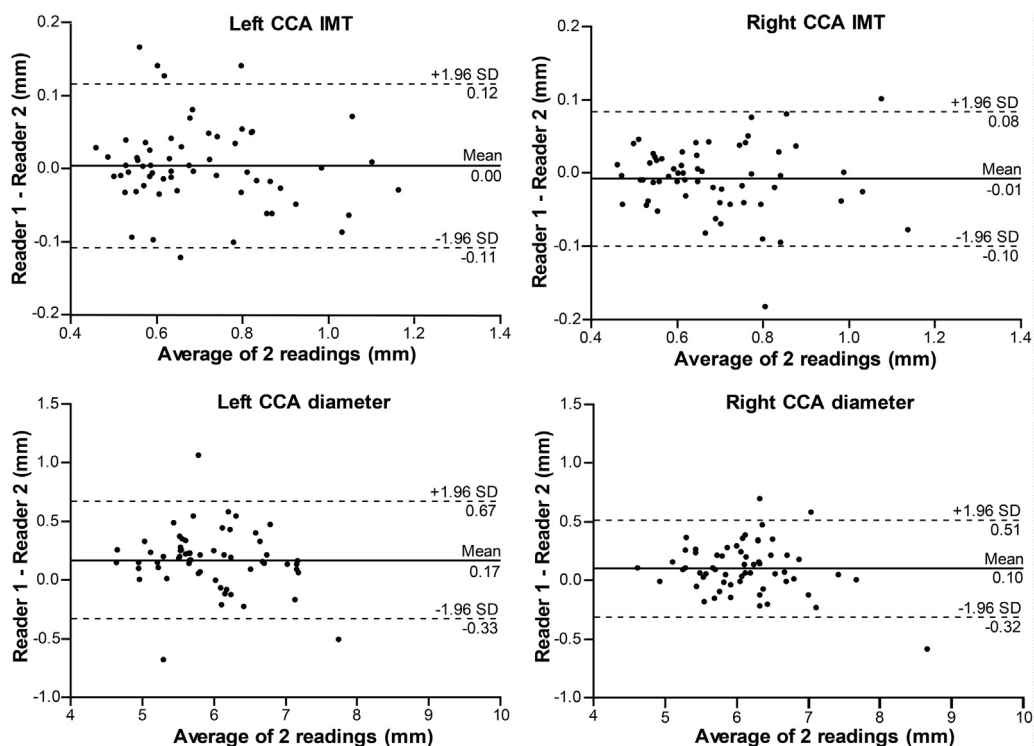 Left CCA IMT
Reader 1 - Reader 2 (mm)
0.2
0.1
0.0
-0.1
-0.2
+1.96 SD
0.12
Mean
0.00
-1.96 SD
-0.11
0.4 0.6 0.8 1.0 1.2 1.4
Average of 2 readings (mm)
Right CCA IMT
Reader 1 - Reader 2 (mm)
0.2
0.1
0.0
-0.1
-0.2
+1.96 SD
0.08
Mean
-0.01
-1.96 SD
-0.10
0.4 0.6 0.8 1.0 1.2 1.4
Average of 2 readings (mm)
Left CCA diameter
Reader 1 - Reader 2 (mm)
1.5
1.0
0.5
0.0
-0.5
-1.0
+1.96 SD
0.67
Mean
0.17
-1.96 SD
-0.33
4 5 6 7 8 9 10
Average of 2 readings (mm)
Right CCA diameter
Reader 1 - Reader 2 (mm)
1.5
1.0
0.5
0.0
-0.5
-1.0
+1.96 SD
0.51
Mean
0.10
-1.96 SD
-0.32
4 5 6 7 8 9 10
Average of 2 readings (mm)